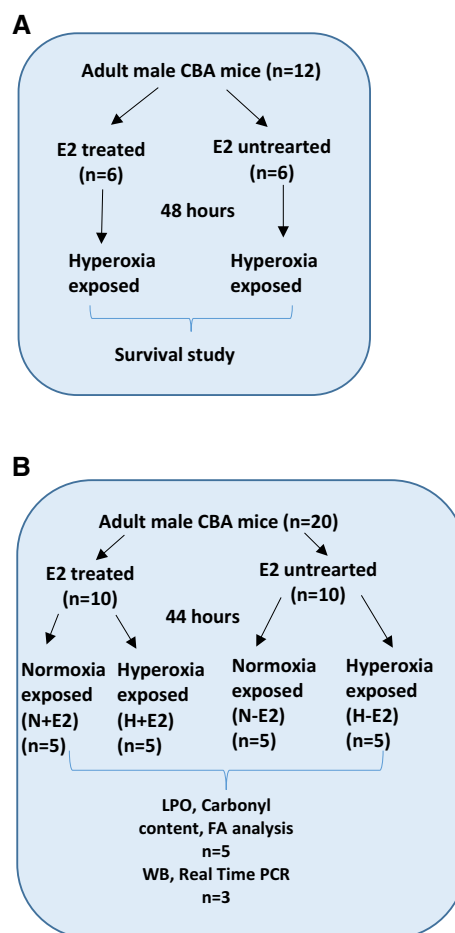 A
Adult male CBA mice (n=12)
E2 treated
(n=6)
E2 untrearted
(n=6)
48 hours
Hyperoxia
exposed
Hyperoxia
exposed
Survival study
B
Adult male CBA mice (n=20)
E2 treated
(n=10)
E2 untrearted
(n=10)
44 hours
Normoxia
exposed
(N+E2)
(n=5)
Hyperoxia
exposed
(H+E2)
(n=5)
Normoxia
exposed
(N-E2)
(n=5)
Hyperoxia
exposed
(H-E2)
(n=5)
LPO, Carbonyl
content, FA analysis
n=5
WB, Real Time PCR
n=3